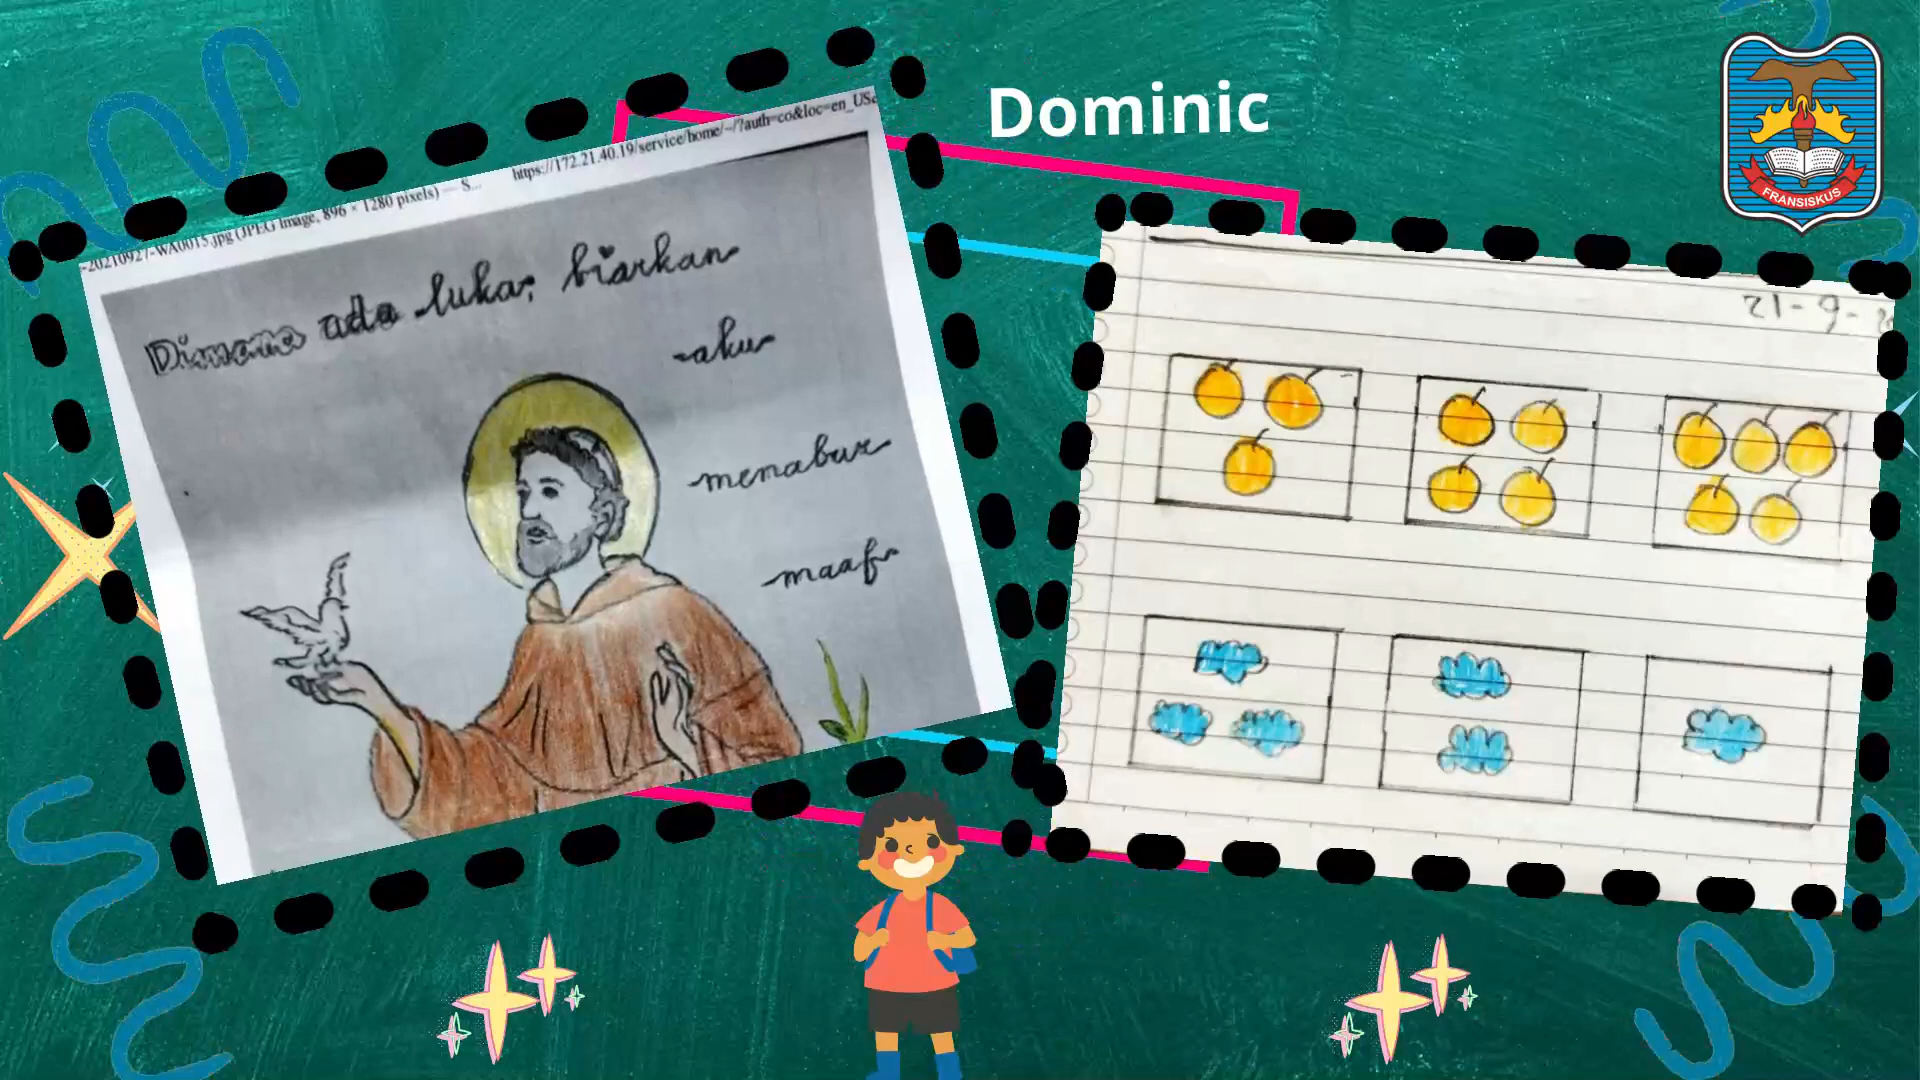 Dominic
FRANSISKUS
-20210927-WA0015.jpg (JPEG Image, 896 × 1280 pixels) — S... https://172.21.40.19/service/home/~/?auth=co&loc=en_US
Dimana ada luka, biarkan
aku
menabur
maaf
21-9-